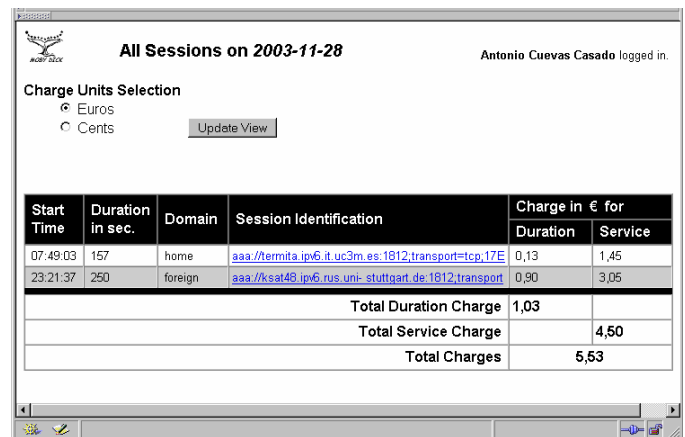 MOBY DICK
All Sessions on 2003-11-28
Antonio Cuevas Casado logged in.
Charge Units Selection
Euros
Cents
Update View
Start Time Duration in sec. Domain Session Identification Charge in € for
Duration Service
07:49:03 157 home aaa://termita.ipv6.it.uc3m.es:1812;transport=tcp;17E 0,13 1,45
23:21:37 250 foreign aaa://ksat48.ipv6.rus.uni- stuttgart.de:1812;transport 0,90 3,05
Total Duration Charge 1,03
Total Service Charge 4,50
Total Charges 5,53